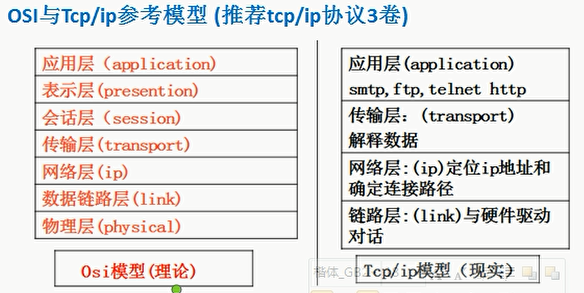 OSI与Tcp/ip参考模型 (推荐tcp/ip协议3卷)
应用层 (application)
表示层(presention)
会话层(session)
传输层(transport)
网络层(ip)
数据链路层(link)
物理层(physical)
Osi模型(理论)
应用层(application)
smtp,ftp,telnet http
传输层: (transport)
解释数据
网络层:(ip)定位ip地址和
确定连接路径
链路层:(link)与硬件驱动
对话
Tcp/ip模型 (现实)
楷体_GB2